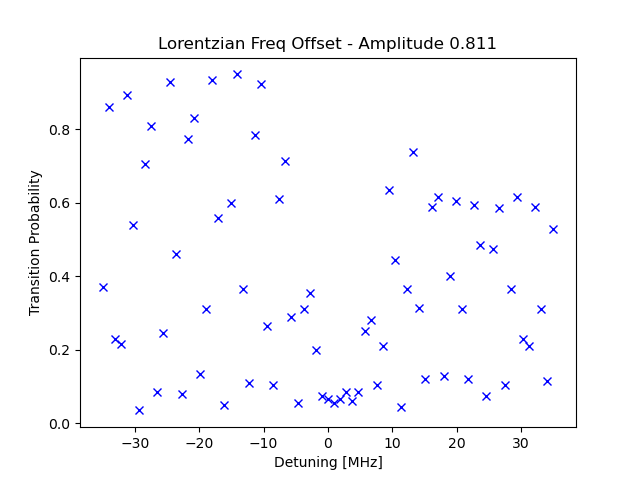 Lorentzian Freq Offset - Amplitude 0.811
Transition Probability
0.8
0.6
0.4
0.2
0.0
−30 −20 −10 0 10 20 30
Detuning [MHz]